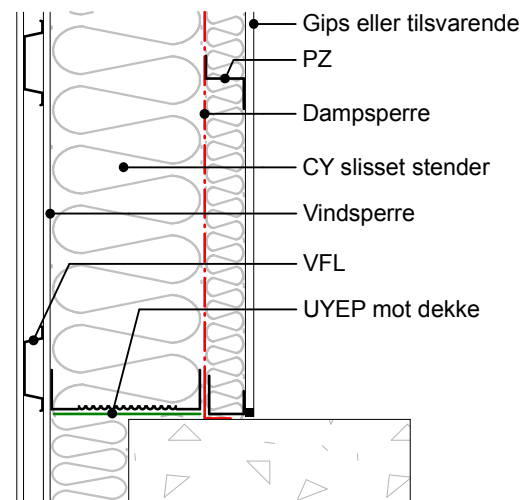 Gips eller tilsvarende
PZ
Dampsperre
CY slisset stender
Vindsperre
VFL
UYEP mot dekke